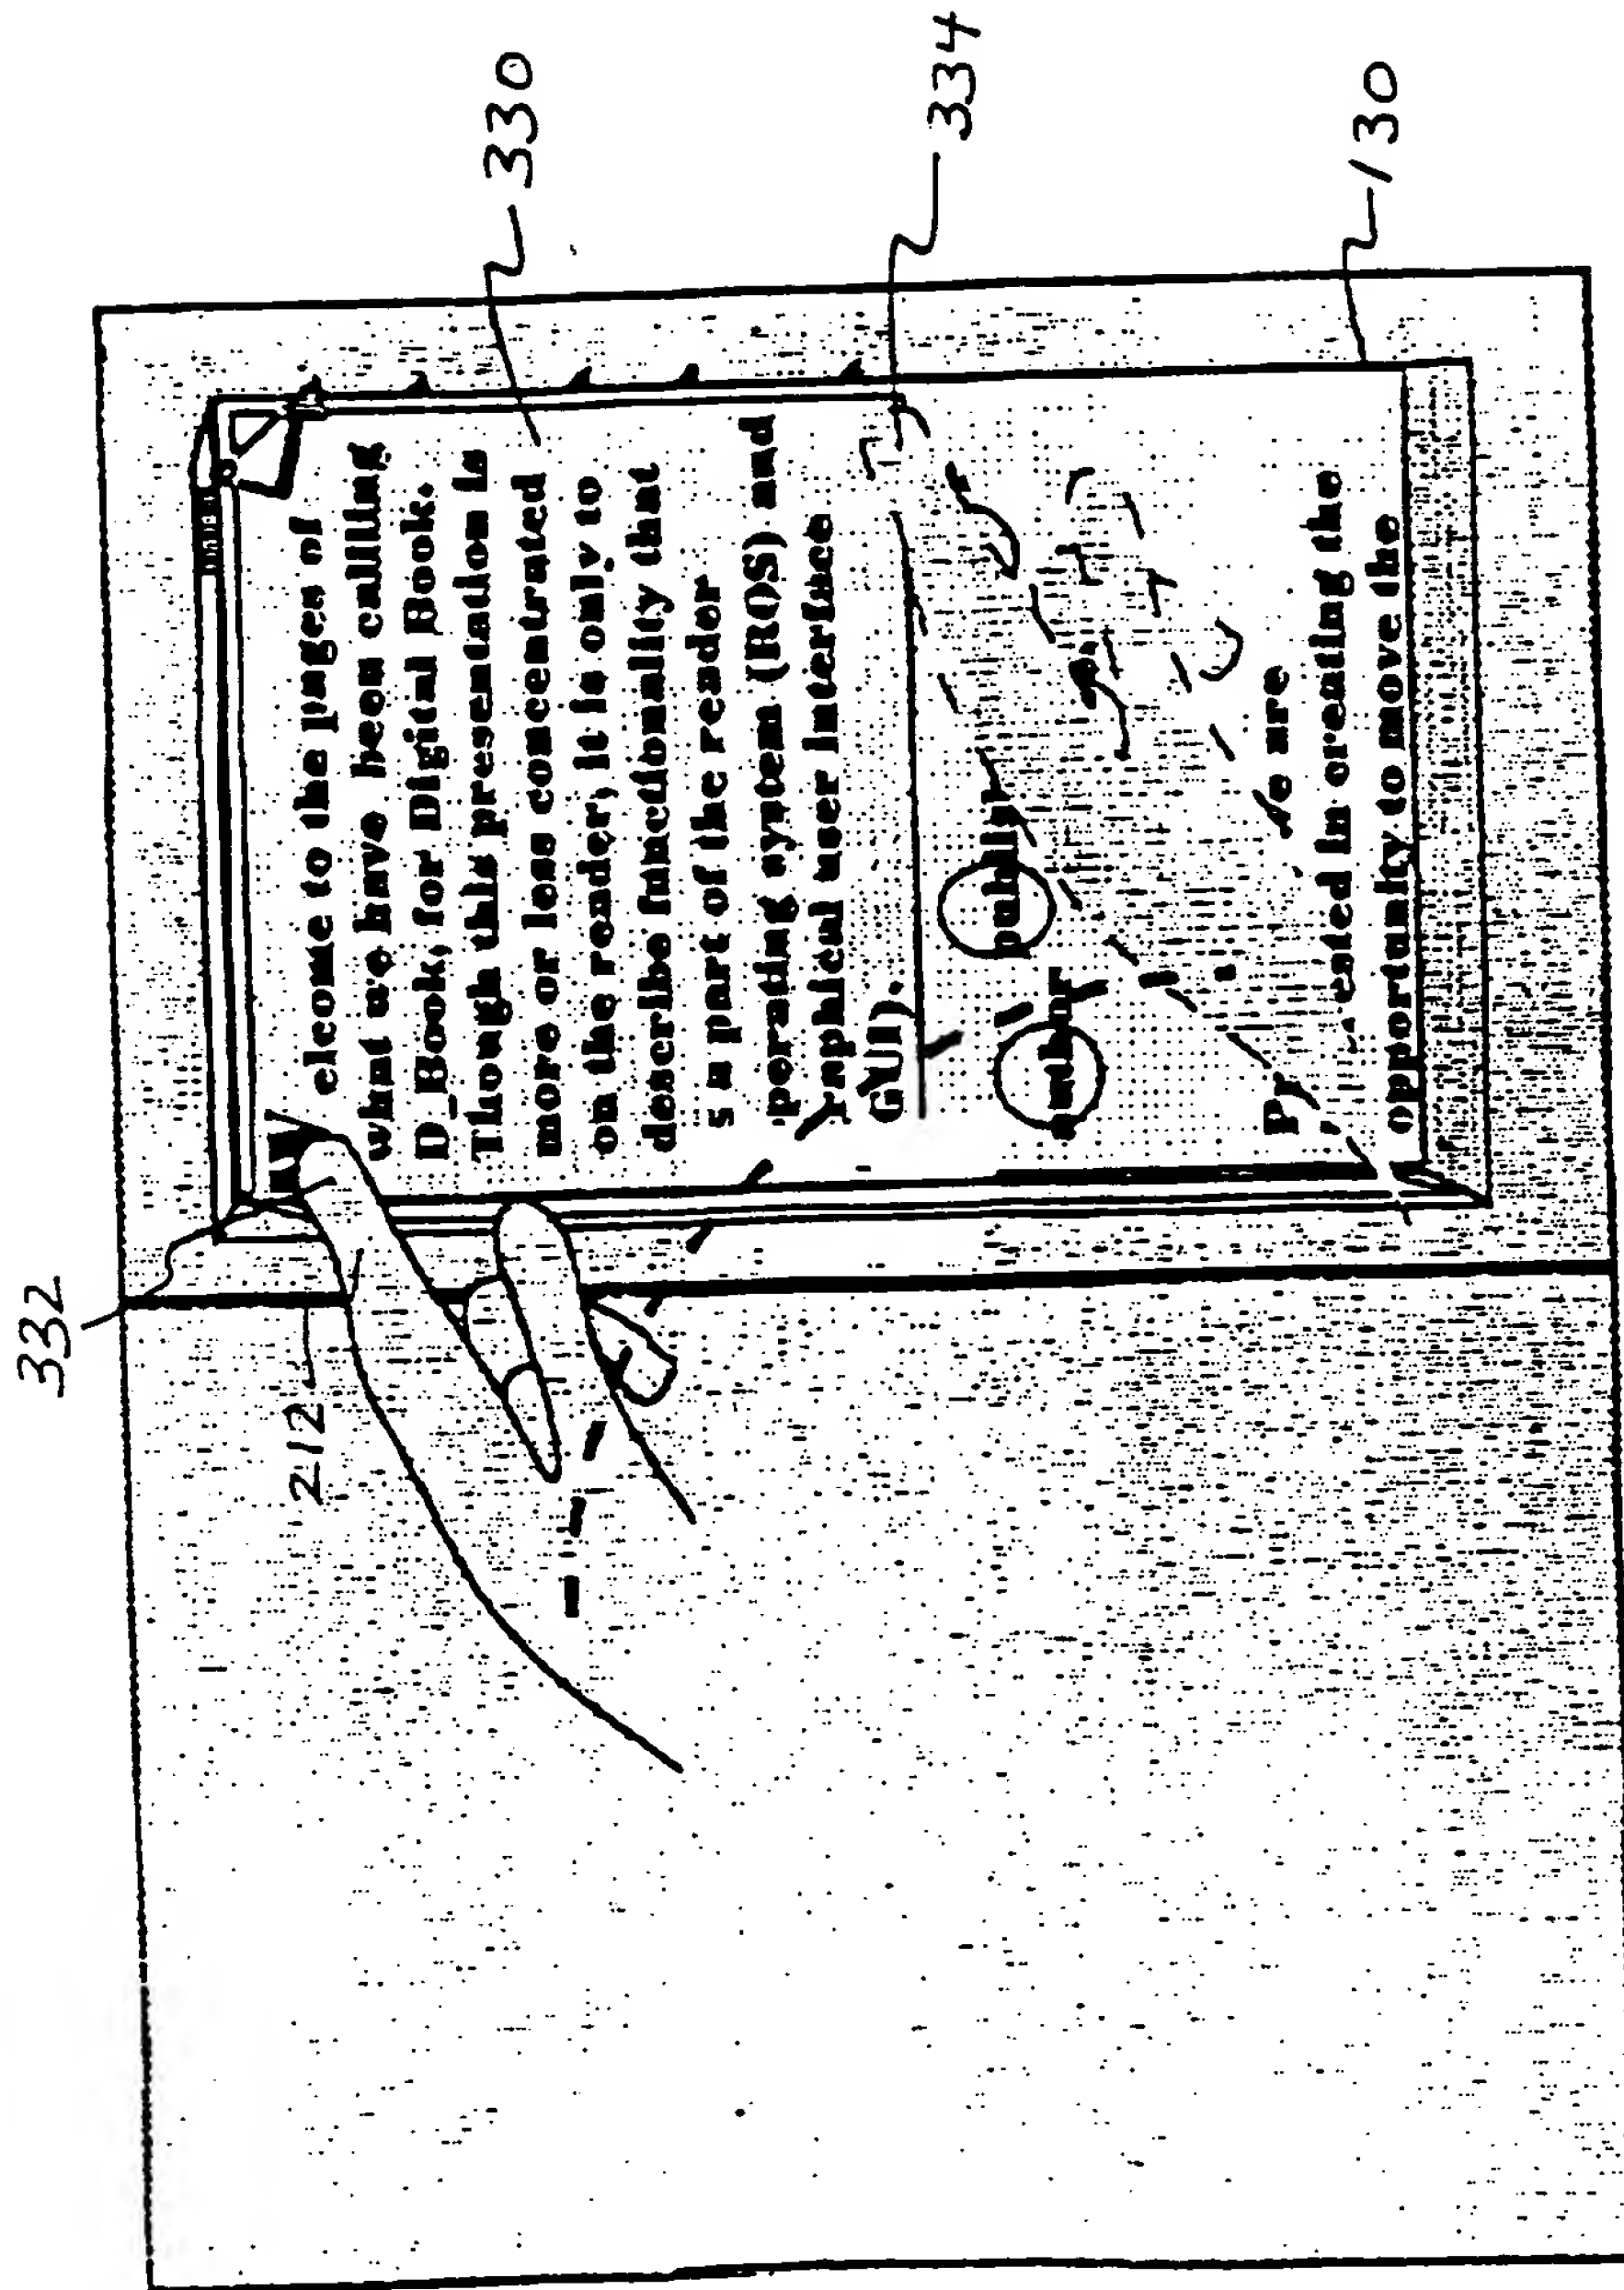 332
212
330
334
130
W
elcome to the pages of
what we have been calling
D_Book, for Digital Book.
Though this presentation is
more or less concentrated
on the reader, it is only to
describe functionality that
s a part of the reader
perating system (ROS) and
raphical user interface
GUI).
author publi
are
ested in creating the
opportunity to move the